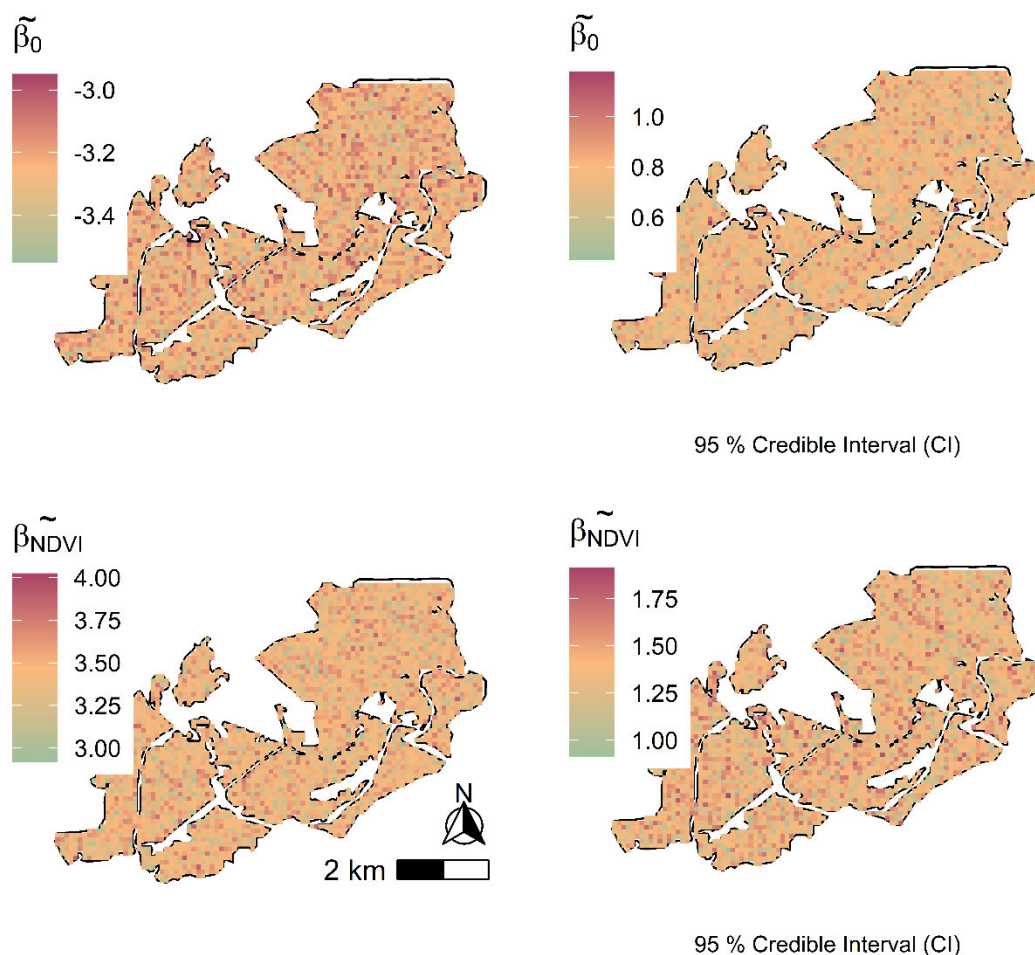 β̃₀
-3.0
-3.2
-3.4
β̃₀
1.0
0.8
0.6
95 % Credible Interval (CI)
β̃NDVI
4.00
3.75
3.50
3.25
3.00
N
2 km
β̃NDVI
1.75
1.50
1.25
1.00
95 % Credible Interval (CI)